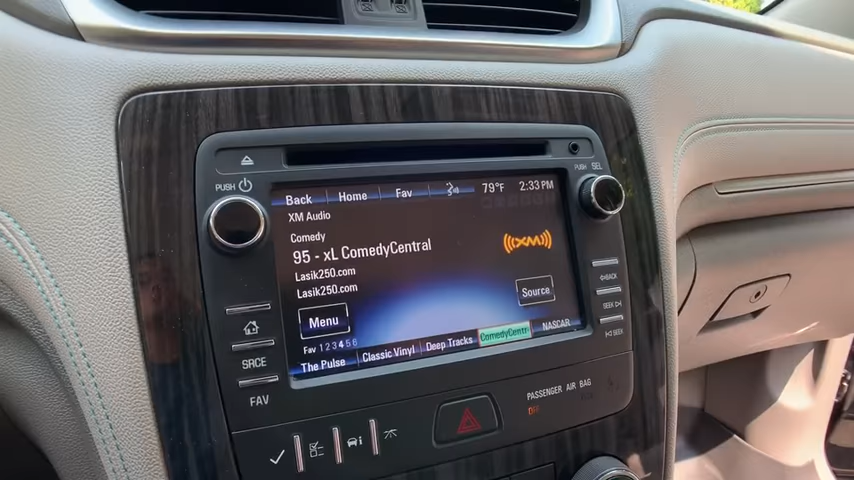 PUSH
PUSH SEL
Back Home Fav 79°F 2:33 PM
XM Audio
Comedy
95 - xL ComedyCentral
Lasik250.com
Lasik250.com
((XM))
Menu
Source
Fav 1 2 3 4 5 6
The Pulse Classic Vinyl Deep Tracks ComedyCentr NASCAR
SRCE
FAV
BACK
SEEK
SEEK
PASSENGER AIR BAG
OFF
i